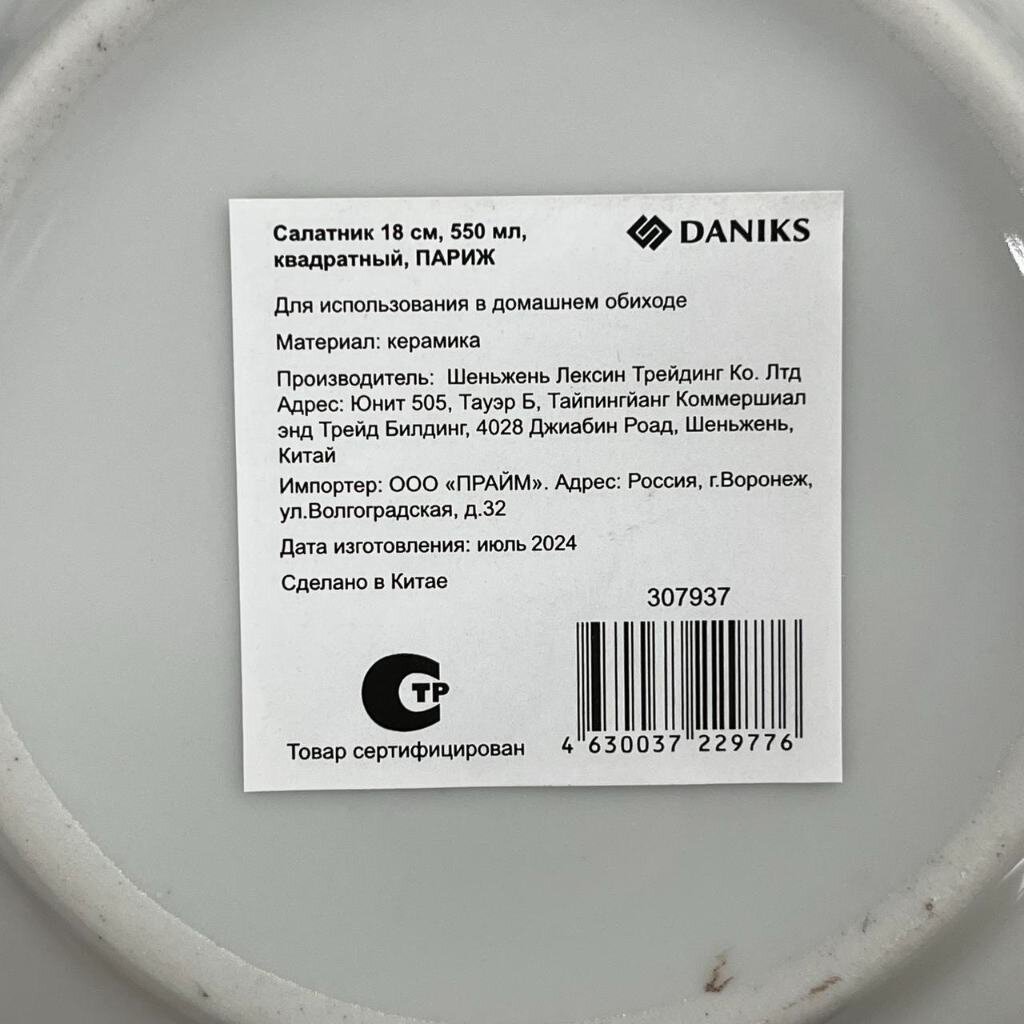 Салатник 18 см, 550 мл,
квадратный, ПАРИЖ
DANIKS
Для использования в домашнем обиходе
Материал: керамика
Производитель: Шеньжень Лексин Трейдинг Ко. Лтд
Адрес: Юнит 505, Тауэр Б, Тайпингйанг Коммершиал
энд Трейд Билдинг, 4028 Джиабин Роад, Шеньжень,
Китай
Импортер: ООО «ПРАЙМ». Адрес: Россия, г.Воронеж,
ул.Волгоградская, д.32
Дата изготовления: июль 2024
Сделано в Китае
307937
СТР
Товар сертифицирован
4 630037 229776